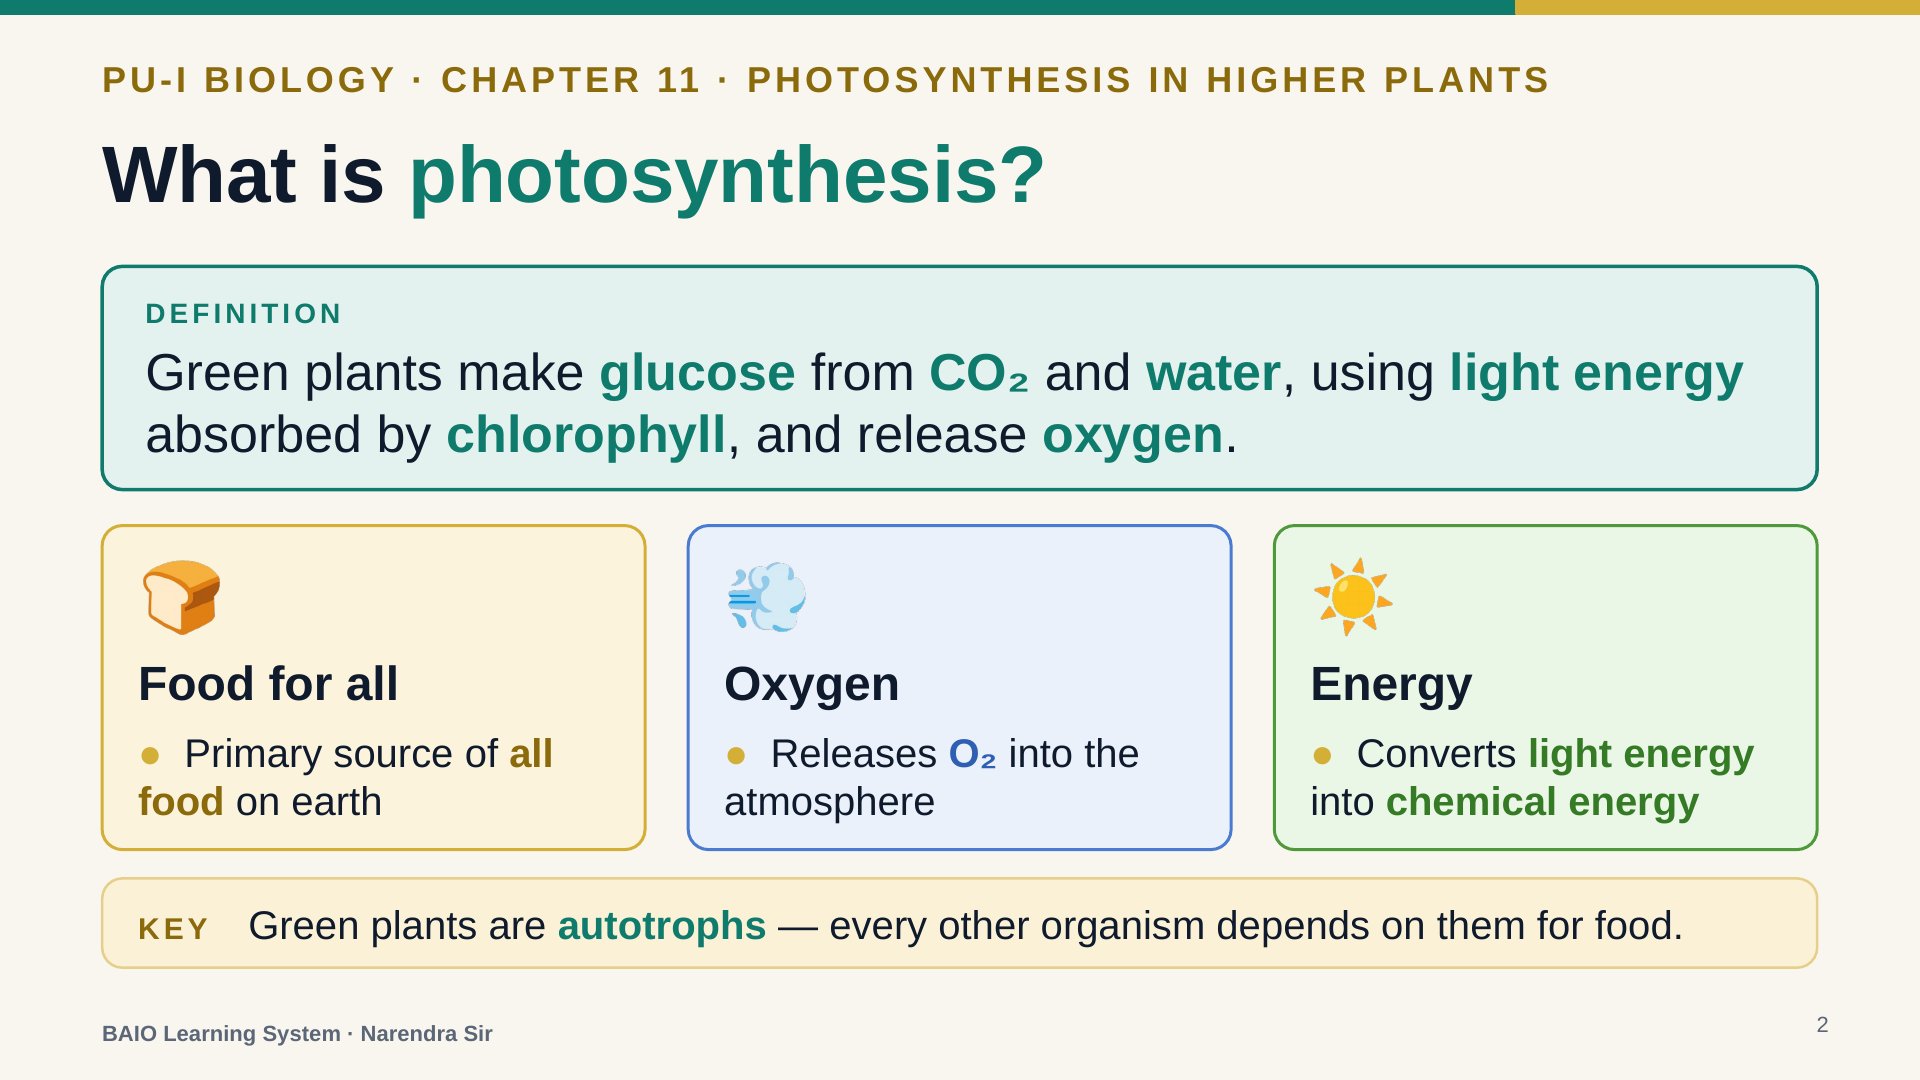 PU-I BIOLOGY · CHAPTER 11 · PHOTOSYNTHESIS IN HIGHER PLANTS
What is photosynthesis?
DEFINITION
Green plants make glucose from CO₂ and water, using light energy
absorbed by chlorophyll, and release oxygen.
Food for all
● Primary source of all
food on earth
Oxygen
● Releases O₂ into the
atmosphere
Energy
● Converts light energy
into chemical energy
KEY Green plants are autotrophs — every other organism depends on them for food.
BAIO Learning System · Narendra Sir
2